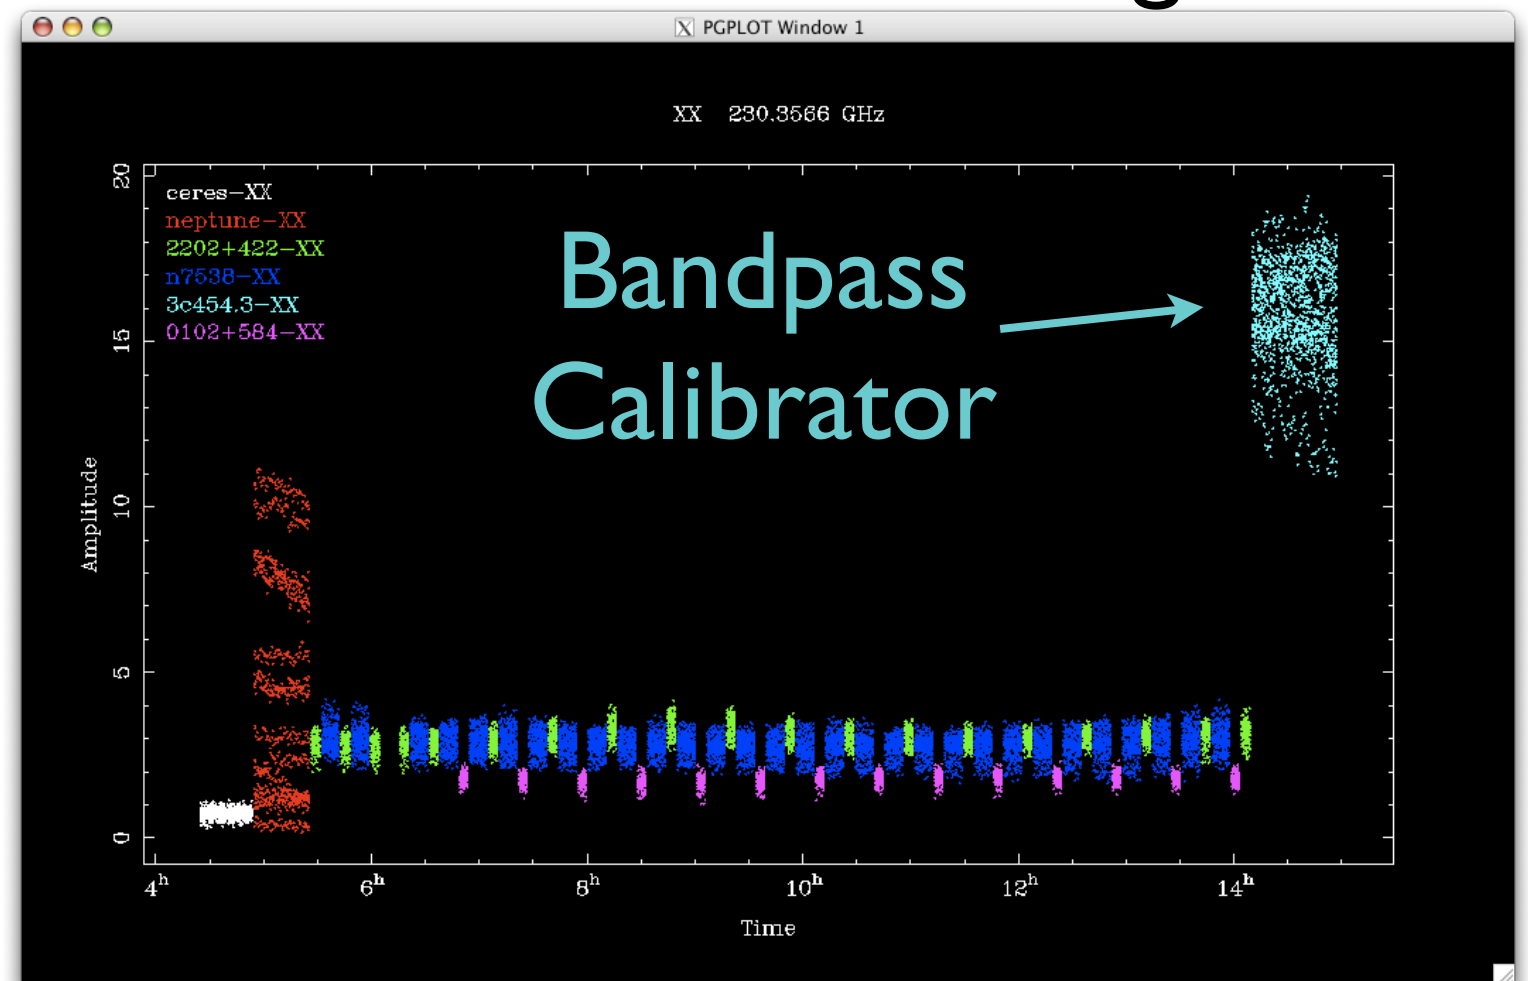 g
X PGPLOT Window 1
XX 230.3566 GHz
ceres-XX
neptune-XX
2202+422-XX
n7538-XX
3c454.3-XX
0102+584-XX
Bandpass
Calibrator
Amplitude
20
15
10
5
0
4h 6h 8h 10h 12h 14h
Time